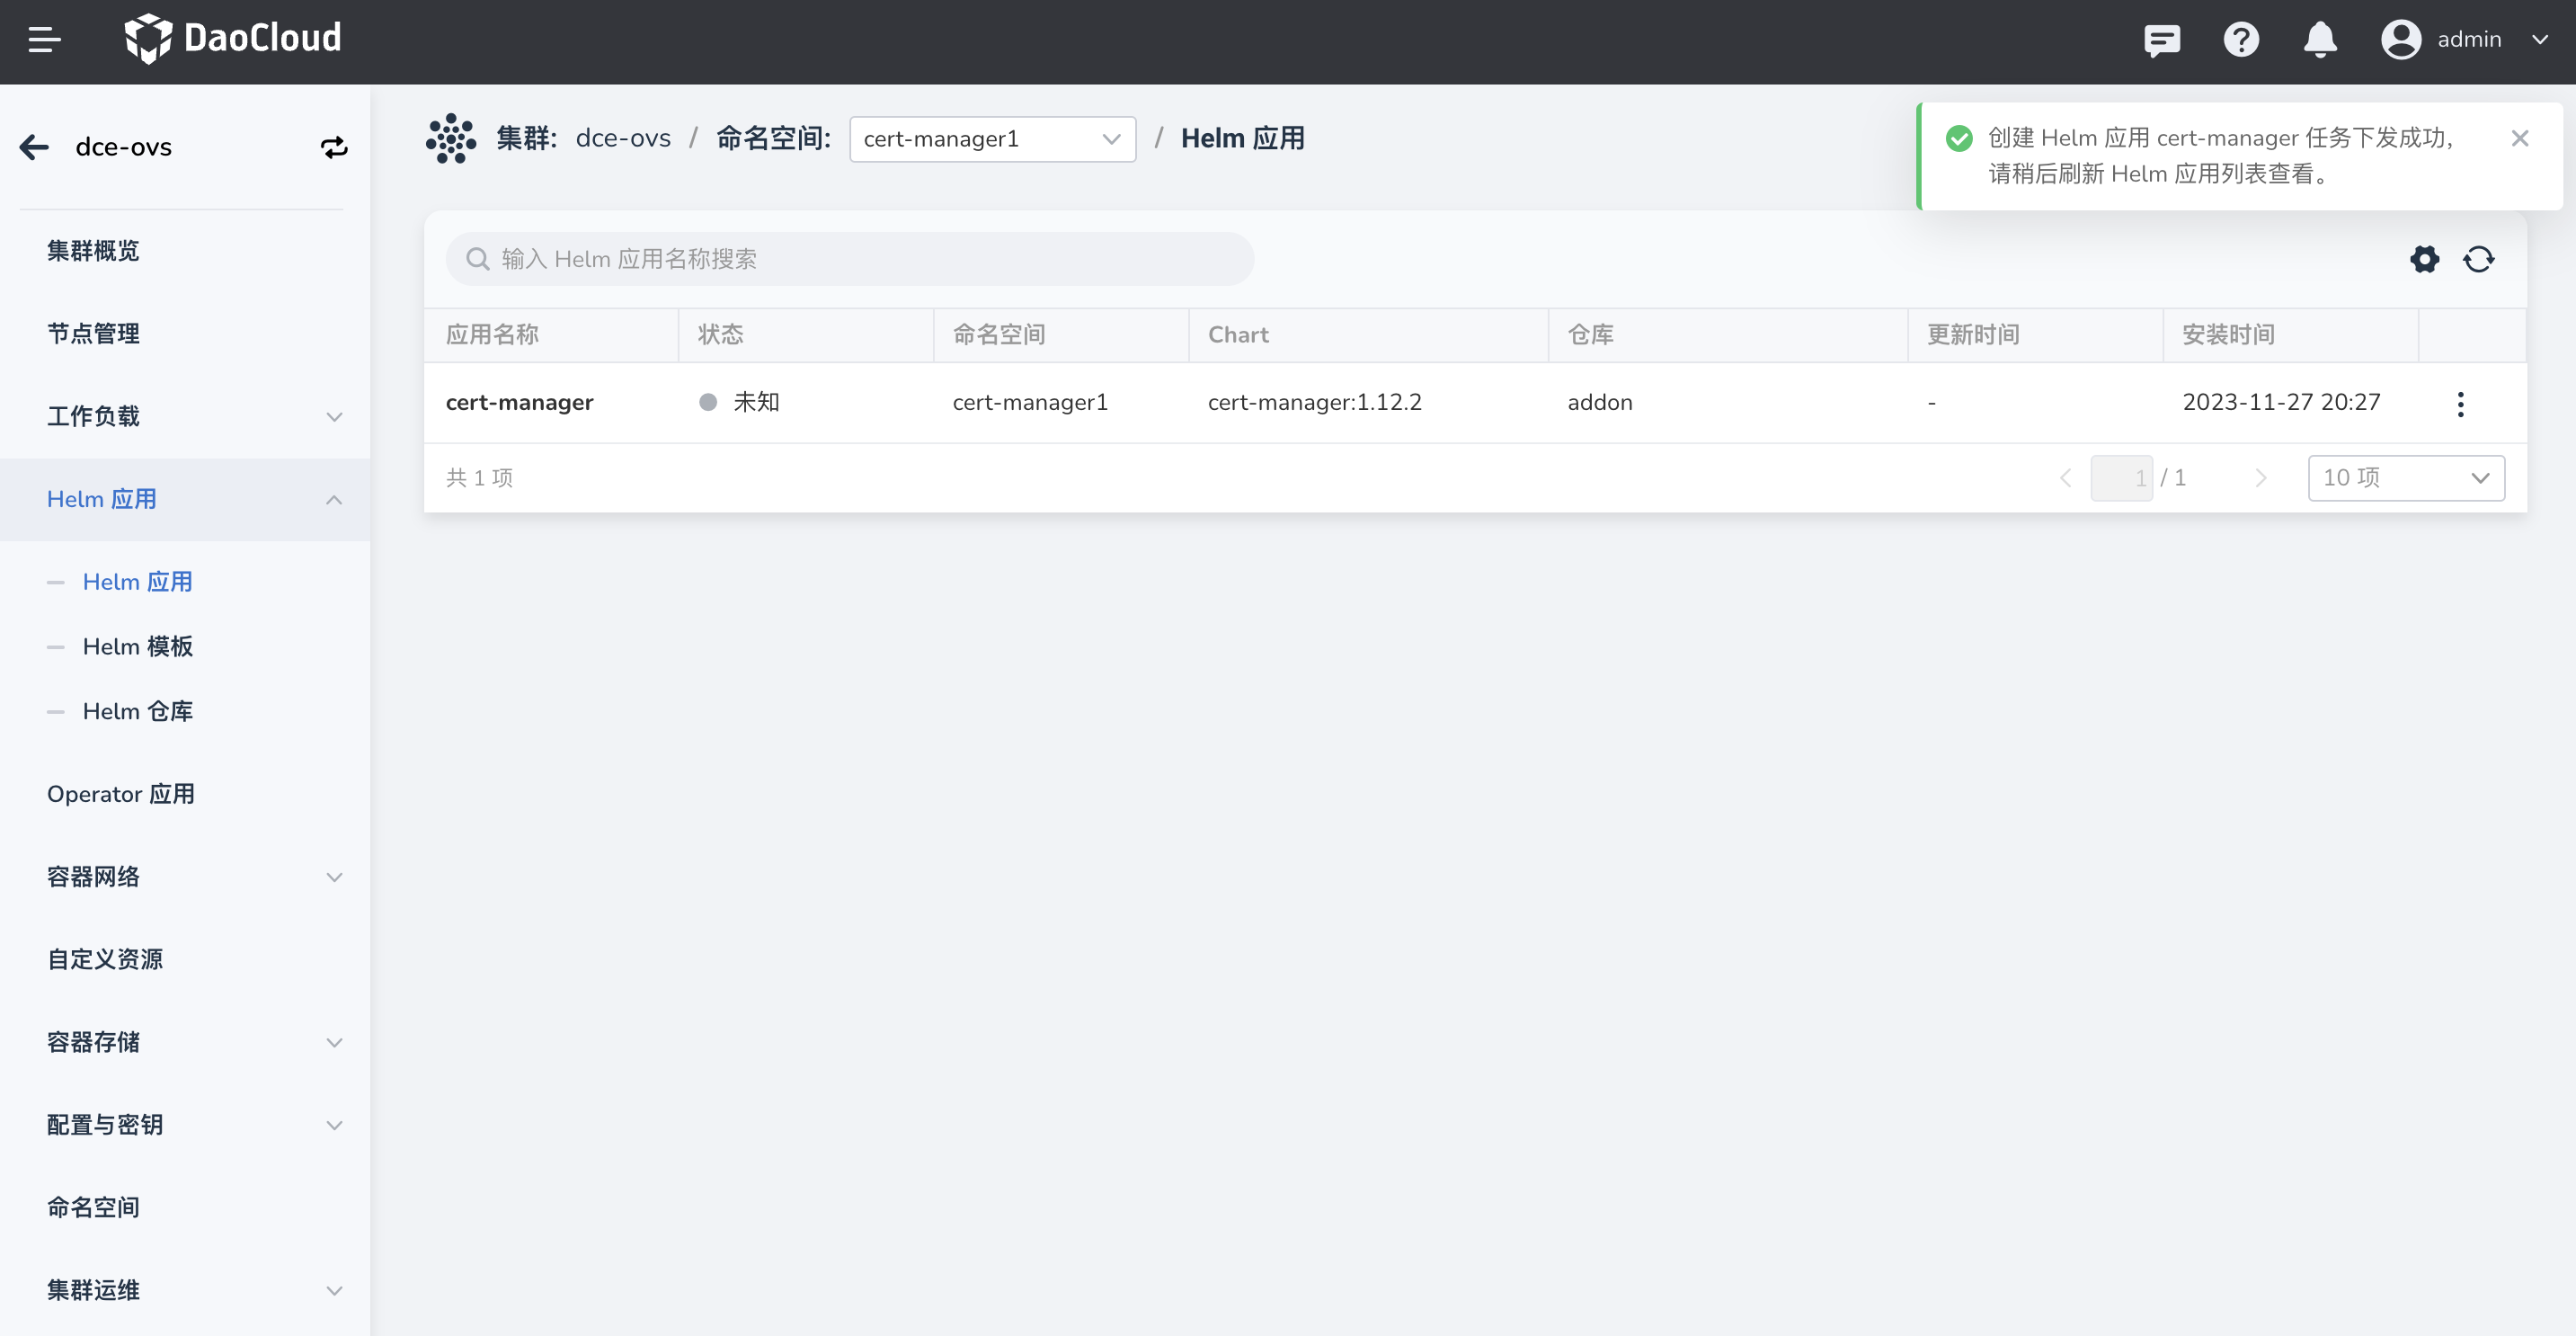 DaoCloud
admin
dce-ovs
集群: dce-ovs / 命名空间: cert-manager1 / Helm 应用
创建 Helm 应用 cert-manager 任务下发成功,
请稍后刷新 Helm 应用列表查看。
集群概览
节点管理
工作负载
Helm 应用
Helm 应用
Helm 模板
Helm 仓库
Operator 应用
容器网络
自定义资源
容器存储
配置与密钥
命名空间
集群运维
输入 Helm 应用名称搜索
应用名称 状态 命名空间 Chart 仓库 更新时间 安装时间
cert-manager 未知 cert-manager1 cert-manager:1.12.2 addon - 2023-11-27 20:27
共 1 项 1 / 1 10 项